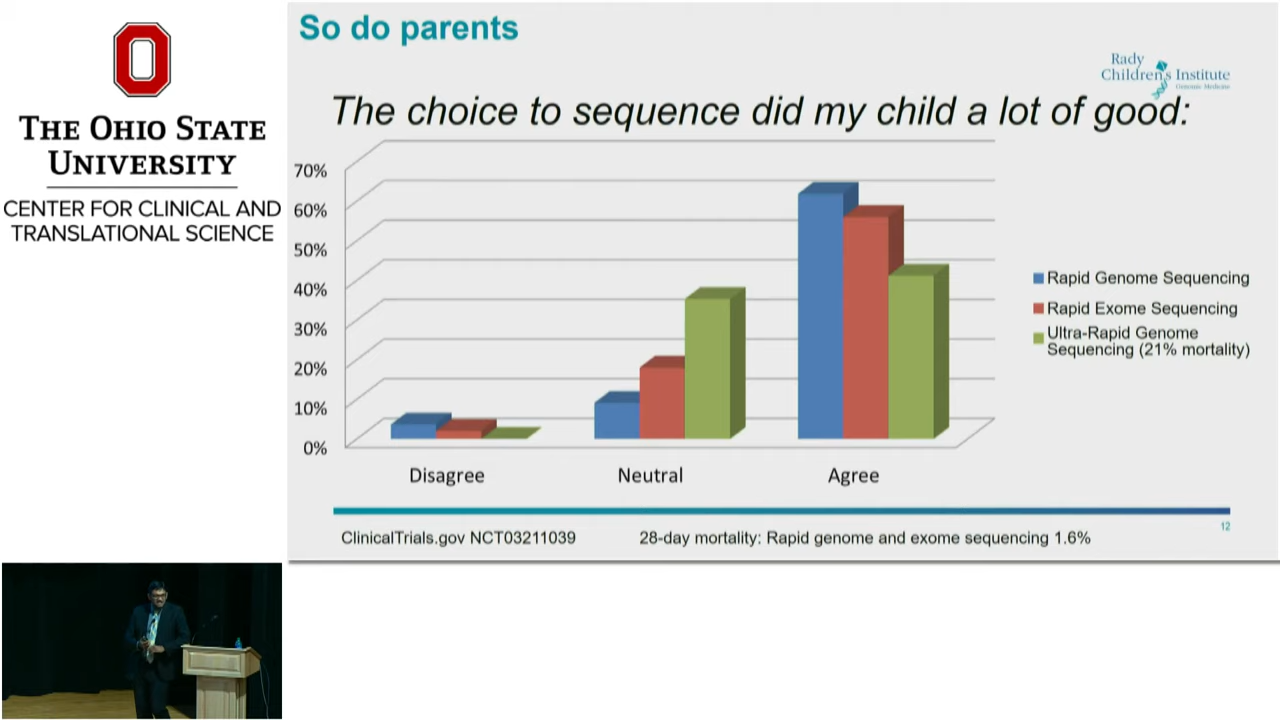 THE OHIO STATE
UNIVERSITY
CENTER FOR CLINICAL AND
TRANSLATIONAL SCIENCE
So do parents
Rady
Children's Institute
Genomic Medicine
The choice to sequence did my child a lot of good:
70%
60%
50%
40%
30%
20%
10%
0%
Disagree
Neutral
Agree
Rapid Genome Sequencing
Rapid Exome Sequencing
Ultra-Rapid Genome
Sequencing (21% mortality)
12
ClinicalTrials.gov NCT03211039
28-day mortality: Rapid genome and exome sequencing 1.6%